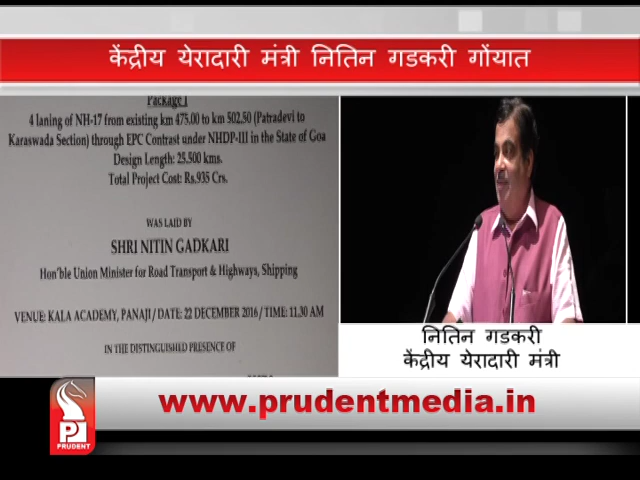 केंद्रीय येरादारी मंत्री नितिन गडकरी गोंयात
Package I
4 laning of NH-17 from existing km 475.00 to km 502.50 (Patradevi to
Karaswada Section) through EPC Contrast under NHDP-III in the State of Goa
Design Length: 25.500 kms.
Total Project Cost: Rs.935 Crs.
WAS LAID BY
SHRI NITIN GADKARI
Hon'ble Union Minister for Road Transport & Highways, Shipping
VENUE: KALA ACADEMY, PANAJI / DATE: 22 DECEMBER 2016 / TIME: 11.30 AM
IN THE DISTINGUISHED PRESENCE OF
नितिन गडकरी
केंद्रीय येरादारी मंत्री
PRUDENT
www.prudentmedia.in